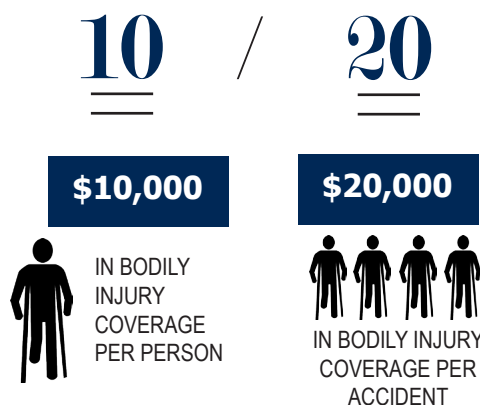 10 / 20
$10,000
IN BODILY
INJURY
COVERAGE
PER PERSON
$20,000
IN BODILY INJURY
COVERAGE PER
ACCIDENT